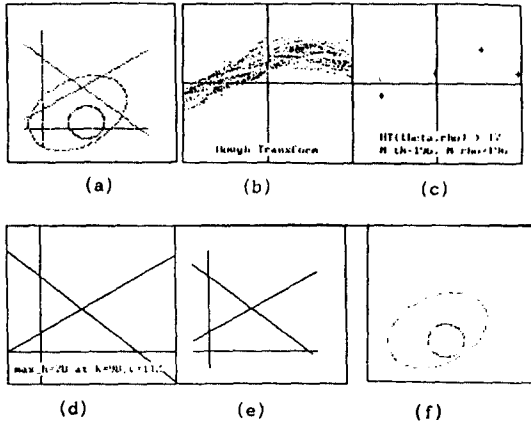 Hough Transform
HT(theta,rho) > 17
(a)
(b)
(c)
(d)
(e)
(f)